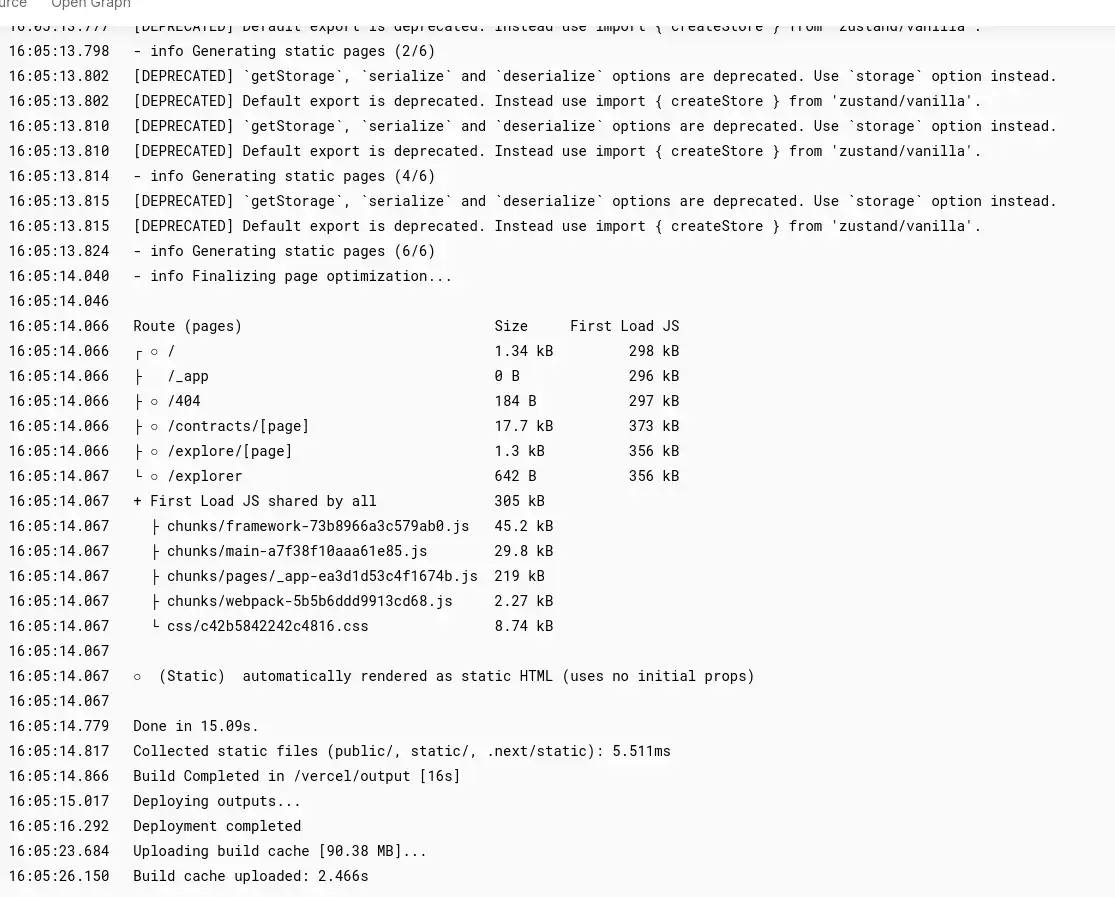 urce Open Graph
16:05:13.777 [DEPRECATED] Default export is deprecated. Instead use import { createStore } from 'zustand/vanilla'.
16:05:13.798 - info Generating static pages (2/6)
16:05:13.802 [DEPRECATED] `getStorage`, `serialize` and `deserialize` options are deprecated. Use `storage` option instead.
16:05:13.802 [DEPRECATED] Default export is deprecated. Instead use import { createStore } from 'zustand/vanilla'.
16:05:13.810 [DEPRECATED] `getStorage`, `serialize` and `deserialize` options are deprecated. Use `storage` option instead.
16:05:13.810 [DEPRECATED] Default export is deprecated. Instead use import { createStore } from 'zustand/vanilla'.
16:05:13.814 - info Generating static pages (4/6)
16:05:13.815 [DEPRECATED] `getStorage`, `serialize` and `deserialize` options are deprecated. Use `storage` option instead.
16:05:13.815 [DEPRECATED] Default export is deprecated. Instead use import { createStore } from 'zustand/vanilla'.
16:05:13.824 - info Generating static pages (6/6)
16:05:14.040 - info Finalizing page optimization...
16:05:14.046
16:05:14.066 Route (pages) Size First Load JS
16:05:14.066 ┌ ○ / 1.34 kB 298 kB
16:05:14.066 ├ /_app 0 B 296 kB
16:05:14.066 ├ ○ /404 184 B 297 kB
16:05:14.066 ├ ○ /contracts/[page] 17.7 kB 373 kB
16:05:14.066 ├ ○ /explore/[page] 1.3 kB 356 kB
16:05:14.067 └ ○ /explorer 642 B 356 kB
16:05:14.067 + First Load JS shared by all 305 kB
16:05:14.067 ├ chunks/framework-73b8966a3c579ab0.js 45.2 kB
16:05:14.067 ├ chunks/main-a7f38f10aaa61e85.js 29.8 kB
16:05:14.067 ├ chunks/pages/_app-ea3d1d53c4f1674b.js 219 kB
16:05:14.067 ├ chunks/webpack-5b5b6ddd9913cd68.js 2.27 kB
16:05:14.067 └ css/c42b5842242c4816.css 8.74 kB
16:05:14.067
16:05:14.067 ○ (Static) automatically rendered as static HTML (uses no initial props)
16:05:14.067
16:05:14.779 Done in 15.09s.
16:05:14.817 Collected static files (public/, static/, .next/static): 5.511ms
16:05:14.866 Build Completed in /vercel/output [16s]
16:05:15.017 Deploying outputs...
16:05:16.292 Deployment completed
16:05:23.684 Uploading build cache [90.38 MB]...
16:05:26.150 Build cache uploaded: 2.466s